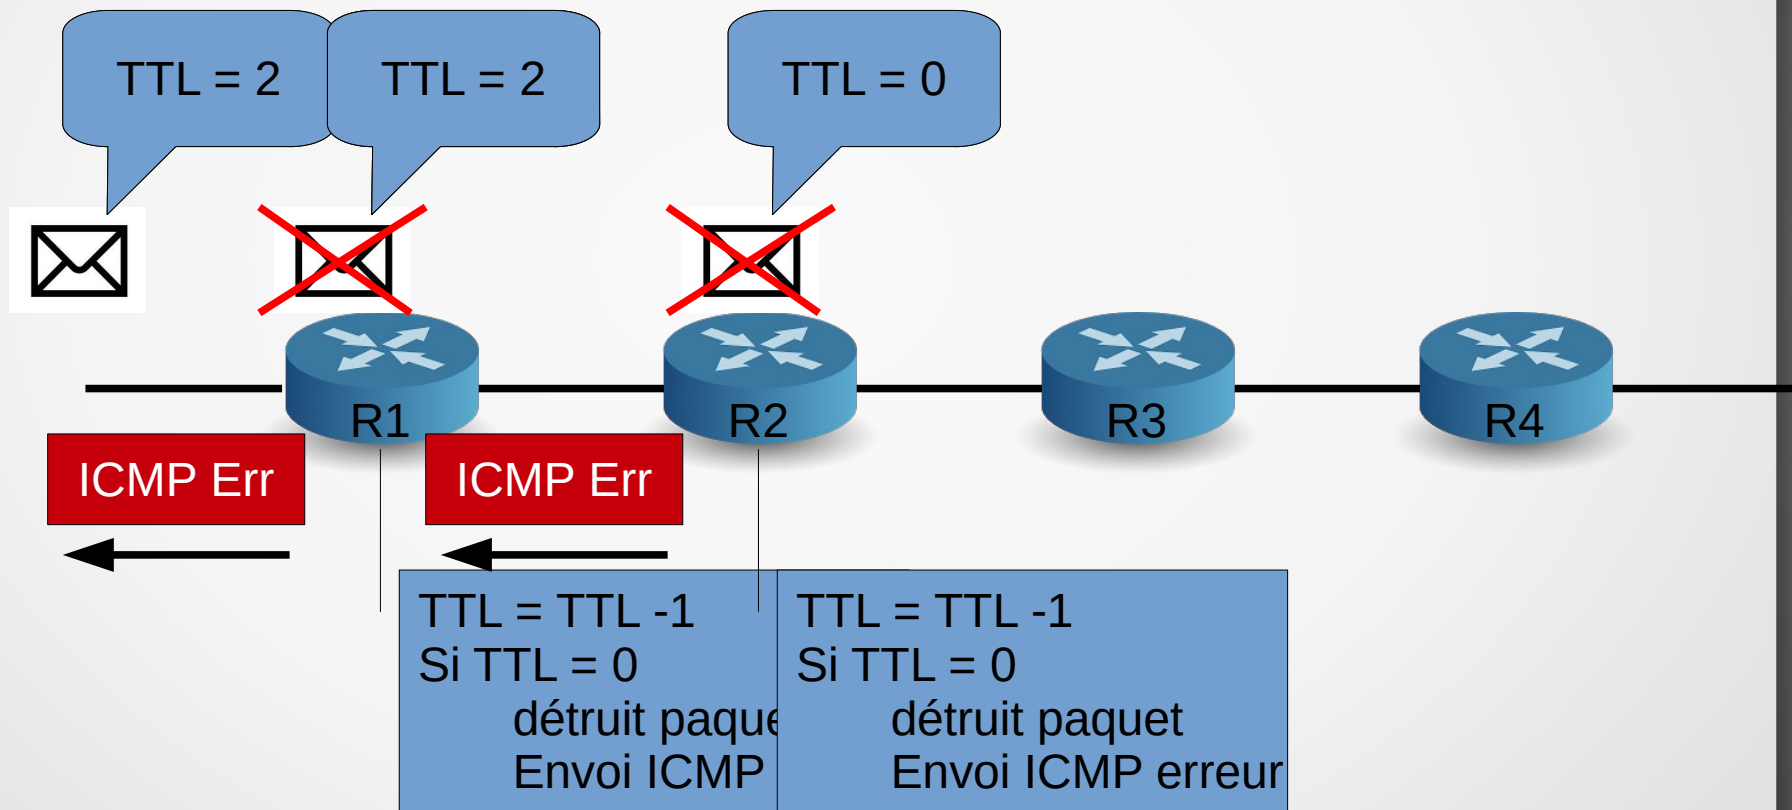 TTL = 2
TTL = 2
TTL = 0
R1
R2
R3
R4
ICMP Err
ICMP Err
TTL = TTL -1
Si TTL = 0
détruit paque
Envoi ICMP
TTL = TTL -1
Si TTL = 0
détruit paquet
Envoi ICMP erreur